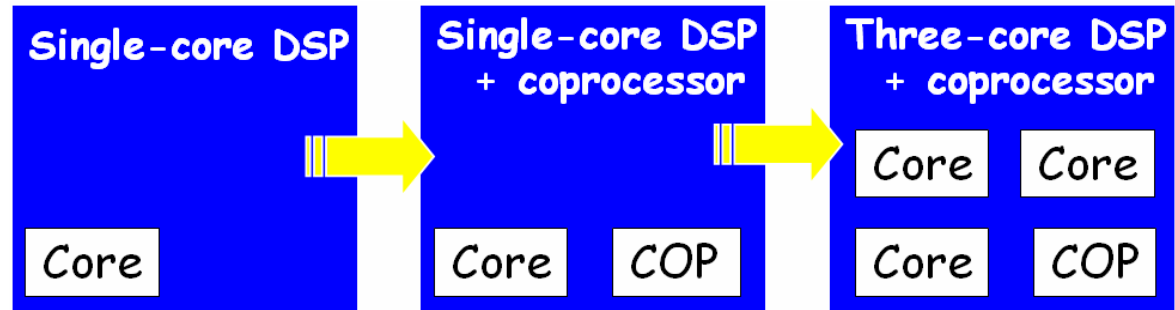 Single-core DSP
Core
Single-core DSP
+ coprocessor
Core COP
Three-core DSP
+ coprocessor
Core Core
Core COP